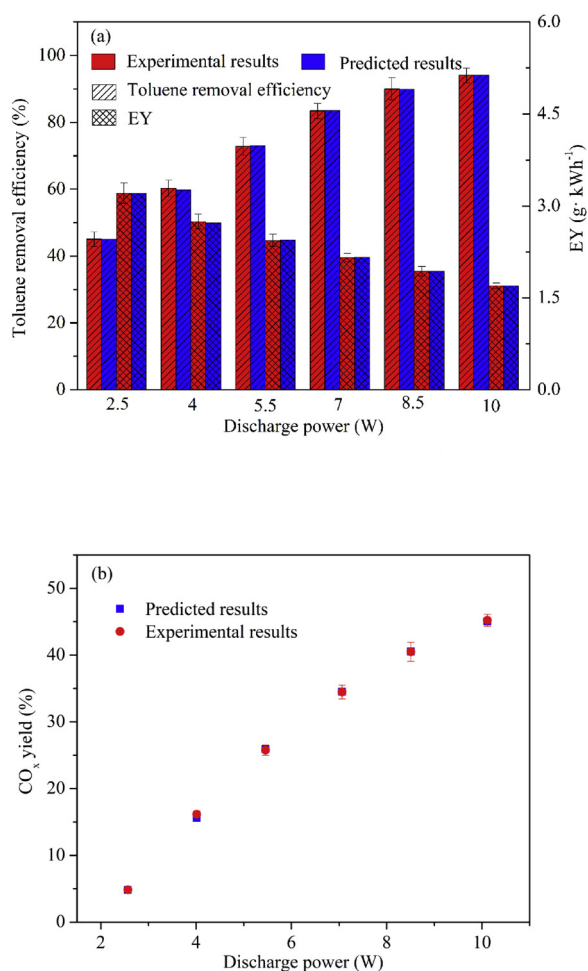 (a)
Experimental results
Predicted results
Toluene removal efficiency
EY
Toluene removal efficiency (%)
100
80
60
40
20
0
EY (g· kWh⁻¹)
6.0
4.5
3.0
1.5
0.0
2.5 4 5.5 7 8.5 10
Discharge power (W)
(b)
Predicted results
Experimental results
COₓ yield (%)
50
40
30
20
10
0
2 4 6 8 10
Discharge power (W)